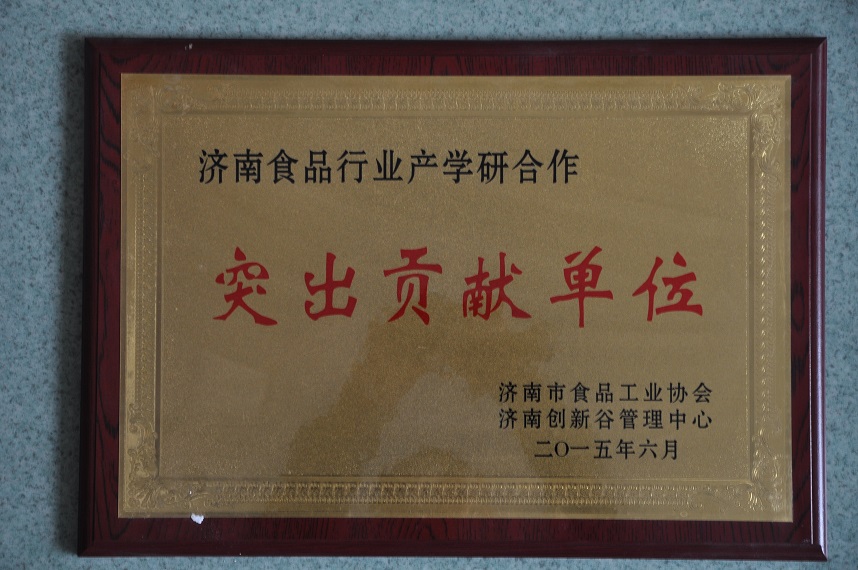 济南食品行业产学研合作
突出贡献单位
济南市食品工业协会
济南创新谷管理中心
二〇一五年六月